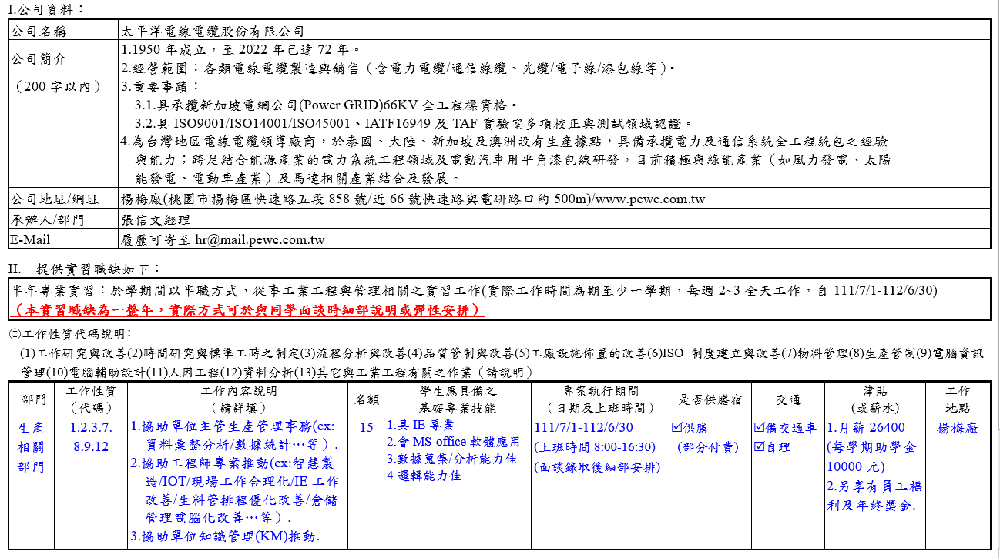 I.公司資料：
公司名稱 太平洋電線電纜股份有限公司
公司簡介
（200 字以內）
1.1950 年成立，至 2022 年已達 72 年。
2.經營範圍：各類電線電纜製造與銷售（含電力電纜/通信線纜、光纜/電子線/漆包線等）。
3.重要事蹟：
3.1.具承攬新加坡電網公司(Power GRID)66KV 全工程標資格。
3.2.具 ISO9001/ISO14001/ISO45001、IATF16949 及 TAF 實驗室多項校正與測試領域認證。
4.為台灣地區電線電纜領導廠商，於泰國、大陸、新加坡及澳洲設有生產據點，具備承攬電力及通信系統全工程統包之經驗
與能力；跨足結合能源產業的電力系統工程領域及電動汽車用平角漆包線研發，目前積極與綠能產業（如風力發電、太陽
能發電、電動車產業）及馬達相關產業結合及發展。
公司地址/網址 楊梅廠(桃園市楊梅區快速路五段 858 號/近 66 號快速路與電研路口約 500m)/www.pewc.com.tw
承辦人/部門 張信文經理
E-Mail 履歷可寄至 hr@mail.pewc.com.tw
II. 提供實習職缺如下：
半年專業實習：於學期間以半職方式，從事工業工程與管理相關之實習工作(實際工作時間為期至少一學期，每週 2~3 全天工作，自 111/7/1-112/6/30)
（本實習職缺為一整年，實際方式可於與同學面談時細部說明或彈性安排）
◎工作性質代碼說明:
(1)工作研究與改善(2)時間研究與標準工時之制定(3)流程分析與改善(4)品質管制與改善(5)工廠設施佈置的改善(6)ISO 制度建立與改善(7)物料管理(8)生產管制(9)電腦資訊
管理(10)電腦輔助設計(11)人因工程(12)資料分析(13)其它與工業工程有關之作業（請說明）
部門
工作性質
（代碼）
工作內容說明
（請詳填）
名額
學生應具備之
基礎專業技能
專案執行期間
（日期及上班時間）
是否供膳宿
交通
津貼
(或薪水)
工作
地點
生產
相關
部門
1.2.3.7.
8.9.12
1.協助單位主管生產管理事務(ex:
資料彙整分析/數據統計…等）.
2.協助工程師專案推動(ex:智慧製
造/IOT/現場工作合理化/IE 工作
改善/生料管排程優化改善/倉儲
管理電腦化改善…等）.
3.協助單位知識管理(KM)推動.
15
1.具 IE 專業
2.會 MS-office 軟體應用
3.數據蒐集/分析能力佳
4.邏輯能力佳
111/7/1-112/6/30
(上班時間 8:00-16:30)
(面談錄取後細部安排)
☑供膳
(部分付費)
☑備交通車
☑自理
1.月薪 26400
(每學期助學金
10000 元)
2.另享有員工福
利及年終獎金.
楊梅廠